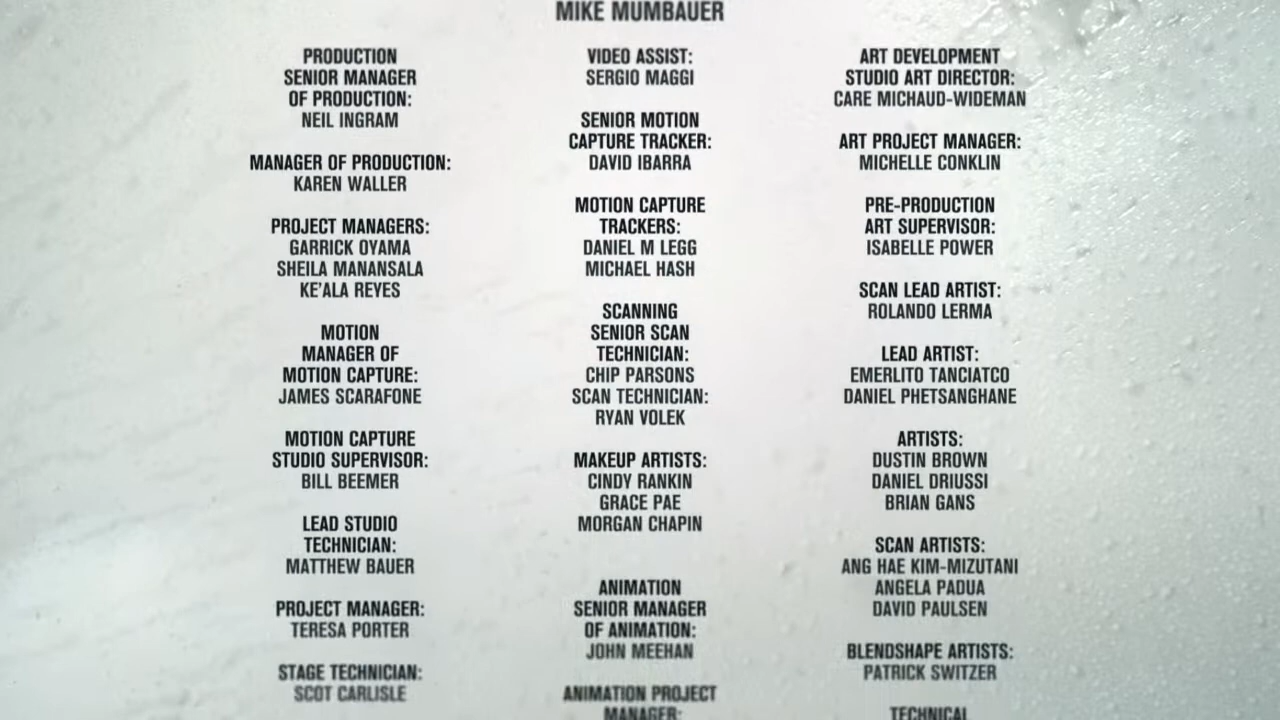 MIKE MUMBAUER
PRODUCTION
SENIOR MANAGER
OF PRODUCTION:
NEIL INGRAM
MANAGER OF PRODUCTION:
KAREN WALLER
PROJECT MANAGERS:
GARRICK OYAMA
SHEILA MANANSALA
KE'ALA REYES
MOTION
MANAGER OF
MOTION CAPTURE:
JAMES SCARAFONE
MOTION CAPTURE
STUDIO SUPERVISOR:
BILL BEEMER
LEAD STUDIO
TECHNICIAN:
MATTHEW BAUER
PROJECT MANAGER:
TERESA PORTER
STAGE TECHNICIAN:
SCOT CARLISLE
VIDEO ASSIST:
SERGIO MAGGI
SENIOR MOTION
CAPTURE TRACKER:
DAVID IBARRA
MOTION CAPTURE
TRACKERS:
DANIEL M LEGG
MICHAEL HASH
SCANNING
SENIOR SCAN
TECHNICIAN:
CHIP PARSONS
SCAN TECHNICIAN:
RYAN VOLEK
MAKEUP ARTISTS:
CINDY RANKIN
GRACE PAE
MORGAN CHAPIN
ANIMATION
SENIOR MANAGER
OF ANIMATION:
JOHN MEEHAN
ANIMATION PROJECT
MANAGER:
ART DEVELOPMENT
STUDIO ART DIRECTOR:
CARE MICHAUD-WIDEMAN
ART PROJECT MANAGER:
MICHELLE CONKLIN
PRE-PRODUCTION
ART SUPERVISOR:
ISABELLE POWER
SCAN LEAD ARTIST:
ROLANDO LERMA
LEAD ARTIST:
EMERLITO TANCIATCO
DANIEL PHETSANGHANE
ARTISTS:
DUSTIN BROWN
DANIEL DRIUSSI
BRIAN GANS
SCAN ARTISTS:
ANG HAE KIM-MIZUTANI
ANGELA PADUA
DAVID PAULSEN
BLENDSHAPE ARTISTS:
PATRICK SWITZER
TECHNICAL